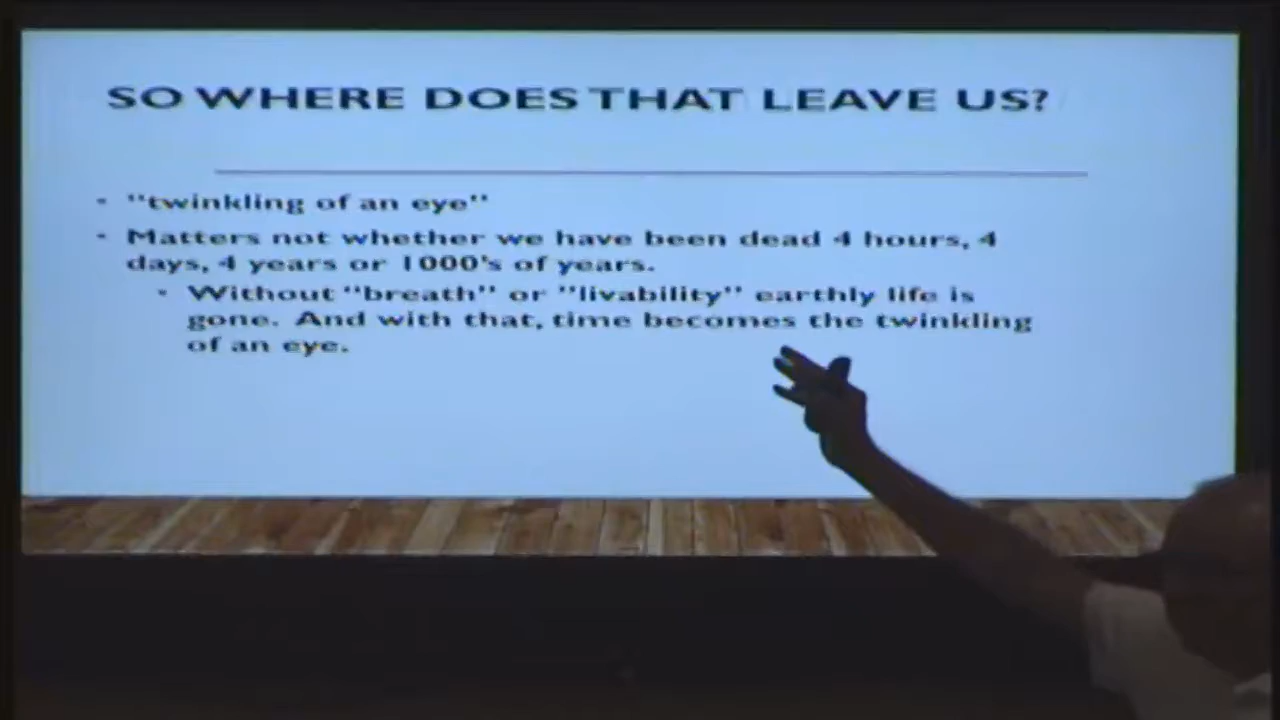 SO WHERE DOES THAT LEAVE US?
• "twinkling of an eye"
• Matters not whether we have been dead 4 hours, 4
days, 4 years or 1000's of years.
• Without "breath" or "livability" earthly life is
gone. And with that, time becomes the twinkling
of an eye.